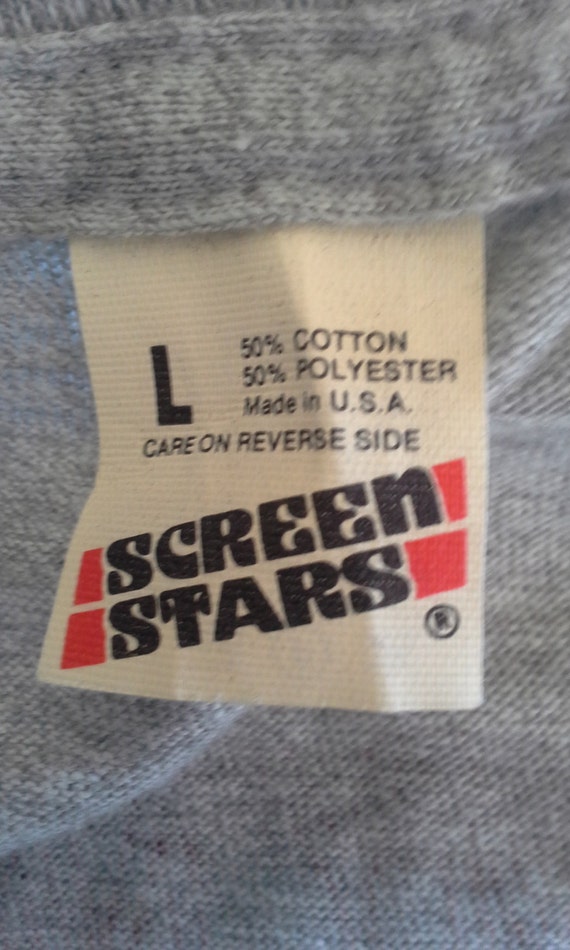 L
50% COTTON
50% POLYESTER
Made in U.S.A.
CARE ON REVERSE SIDE
SCREEN
STARS
®